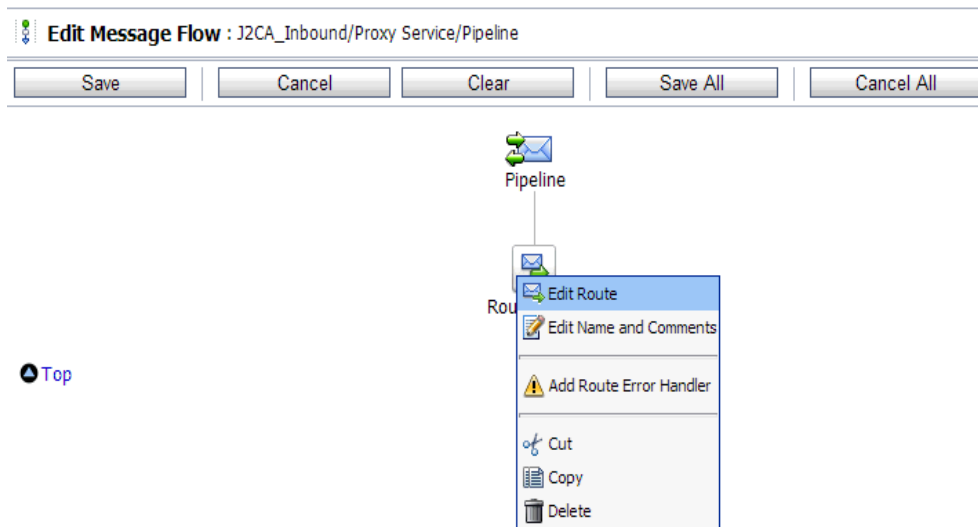 Edit Message Flow : J2CA_Inbound/Proxy Service/Pipeline
Save Cancel Clear Save All Cancel All
Pipeline
Rou
Edit Route
Edit Name and Comments
Add Route Error Handler
Cut
Copy
Delete
Top